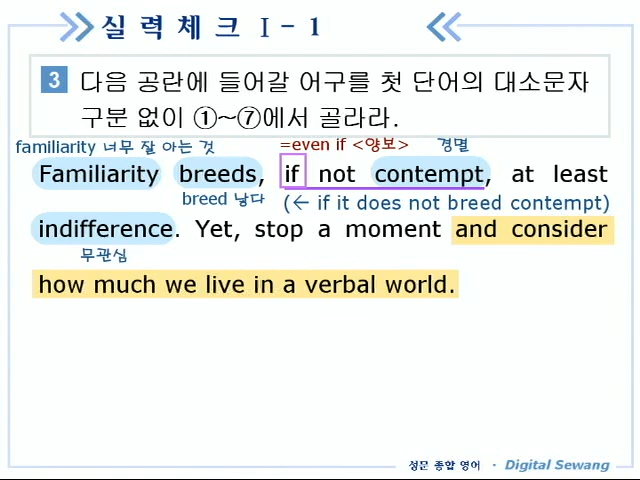 실력체크 I - 1
3 다음 공란에 들어갈 어구를 첫 단어의 대소문자
구분 없이 ①~⑦에서 골라라.
familiarity 너무 잘 아는 것 =even if <양보> 경멸
Familiarity breeds, if not contempt, at least
breed 낳다 (← if it does not breed contempt)
indifference. Yet, stop a moment and consider
무관심
how much we live in a verbal world.
정문 종합 영어 · Digital Sewang